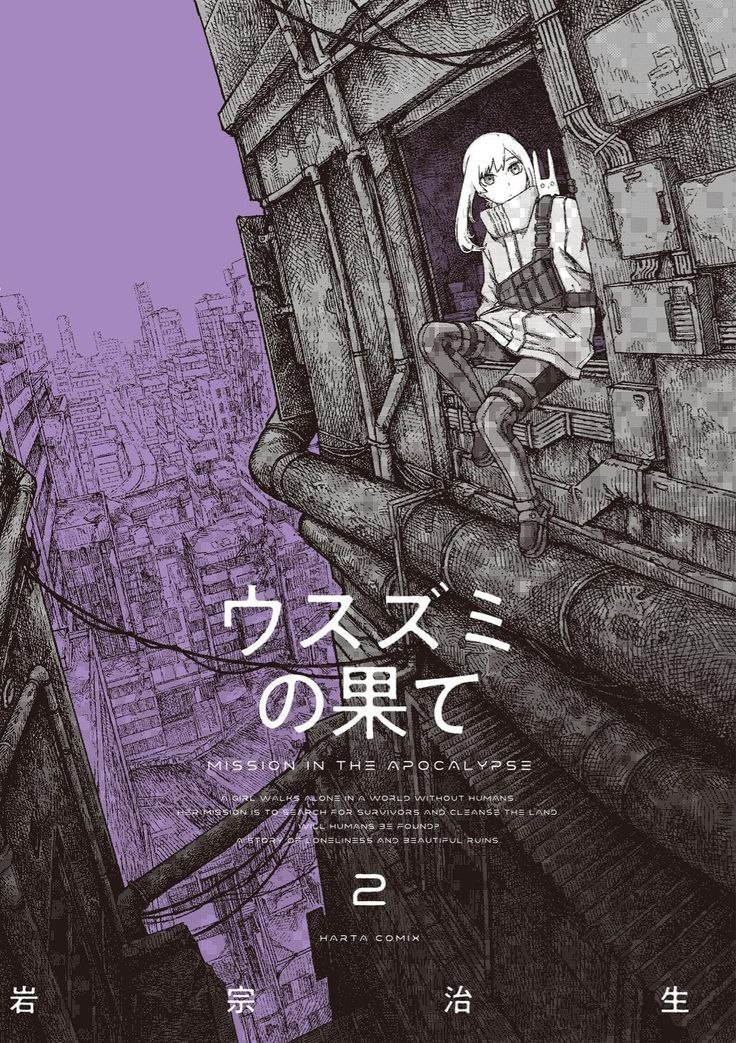 ウスズミ
の果て
MISSION IN THE APOCALYPSE
A GIRL WALKS ALONE IN A WORLD WITHOUT HUMANS.
HER MISSION IS TO SEARCH FOR SURVIVORS AND CLEANSE THE LAND
WILL HUMANS BE FOUND?
A STORY OF LONELINESS AND BEAUTIFUL RUINS.
2
HARTA COMIX
岩宗治生